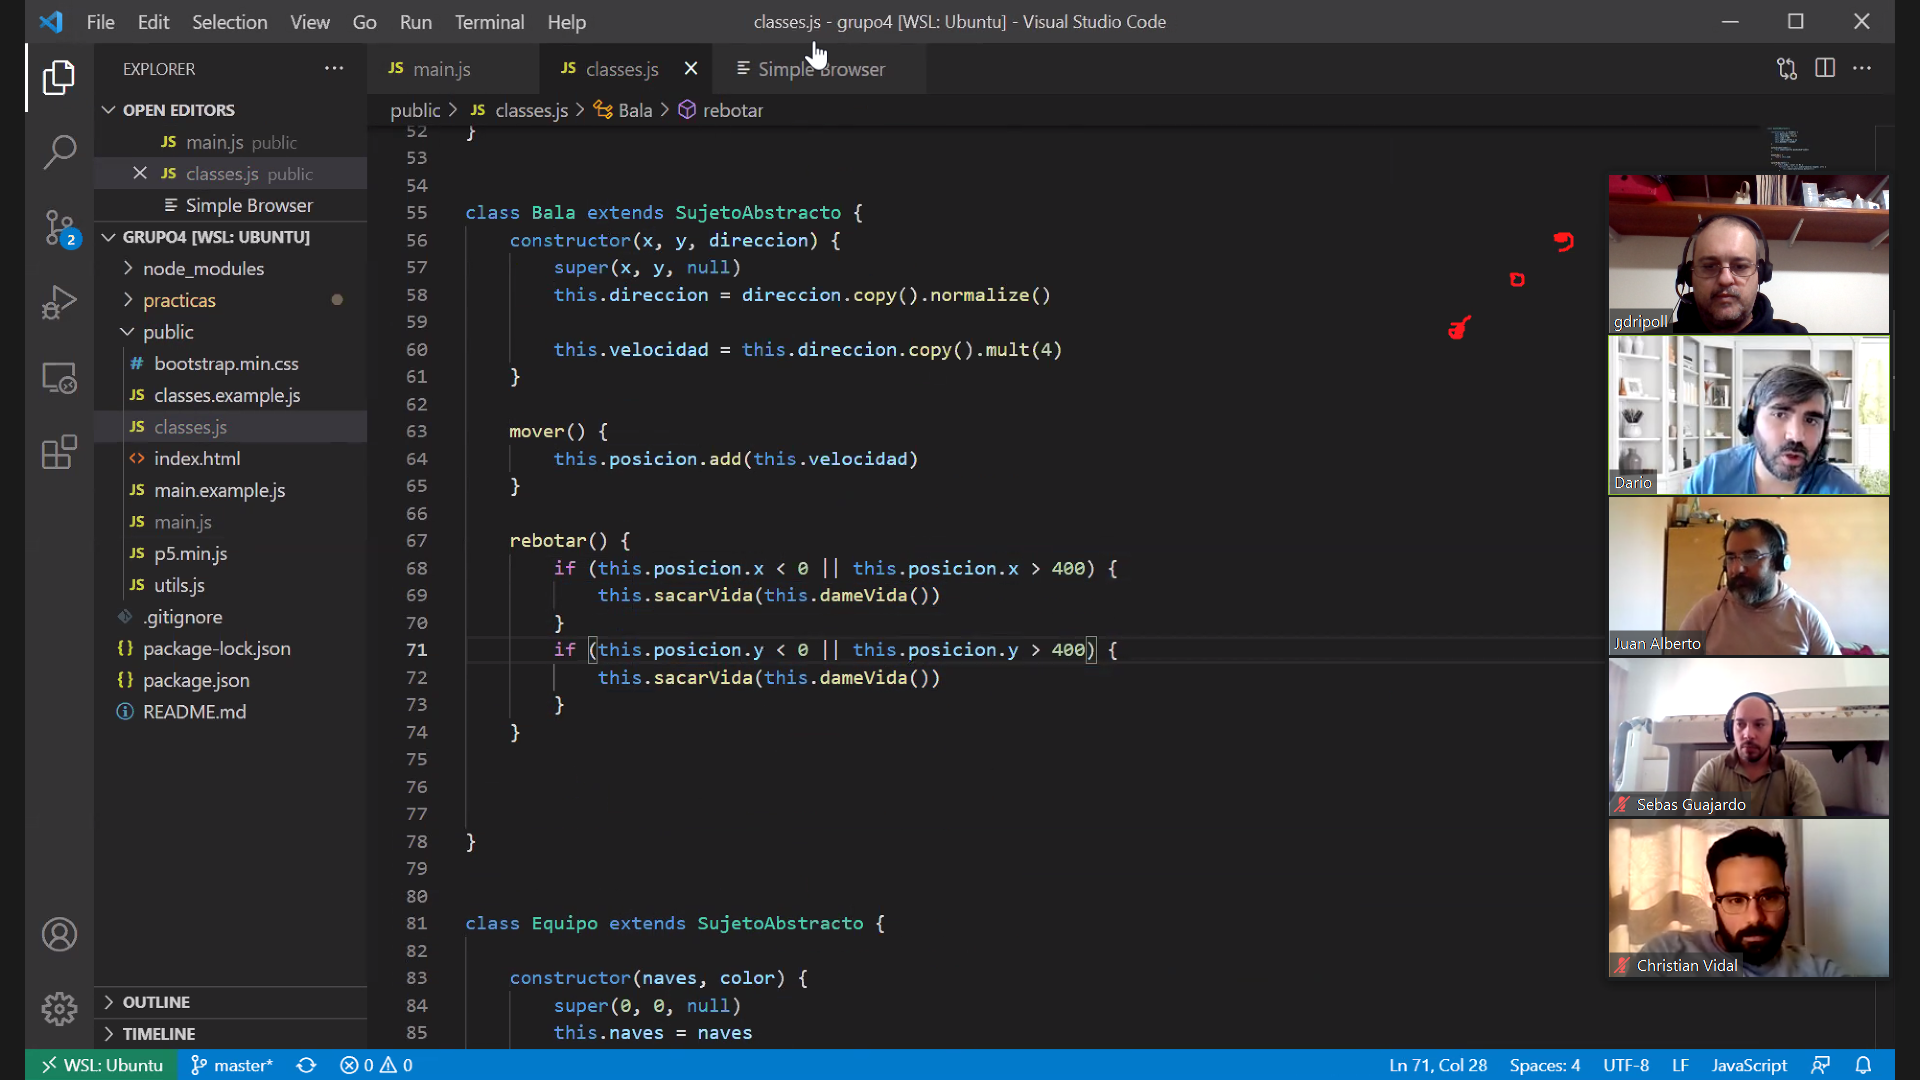 File Edit Selection View Go Run Terminal Help
classes.js - grupo4 [WSL: Ubuntu] - Visual Studio Code
EXPLORER
JS main.js
JS classes.js
Simple Browser
OPEN EDITORS
JS main.js public
JS classes.js public
Simple Browser
GRUPO4 [WSL: UBUNTU]
node_modules
practicas
public
# bootstrap.min.css
JS classes.example.js
JS classes.js
<> index.html
JS main.example.js
JS main.js
JS p5.min.js
JS utils.js
.gitignore
{} package-lock.json
{} package.json
README.md
OUTLINE
TIMELINE
2
public > JS classes.js > Bala > rebotar
52 }
53
54
55 class Bala extends SujetoAbstracto {
56 constructor(x, y, direccion) {
57 super(x, y, null)
58 this.direccion = direccion.copy().normalize()
59
60 this.velocidad = this.direccion.copy().mult(4)
61 }
62
63 mover() {
64 this.posicion.add(this.velocidad)
65 }
66
67 rebotar() {
68 if (this.posicion.x < 0 || this.posicion.x > 400) {
69 this.sacarVida(this.dameVida())
70 }
71 if (this.posicion.y < 0 || this.posicion.y > 400) {
72 this.sacarVida(this.dameVida())
73 }
74 }
75
76
77
78 }
79
80
81 class Equipo extends SujetoAbstracto {
82
83 constructor(naves, color) {
84 super(0, 0, null)
85 this.naves = naves
gdripoll
Dario
Juan Alberto
Sebas Guajardo
Christian Vidal
WSL: Ubuntu master* 0 0
Ln 71, Col 28 Spaces: 4 UTF-8 LF JavaScript